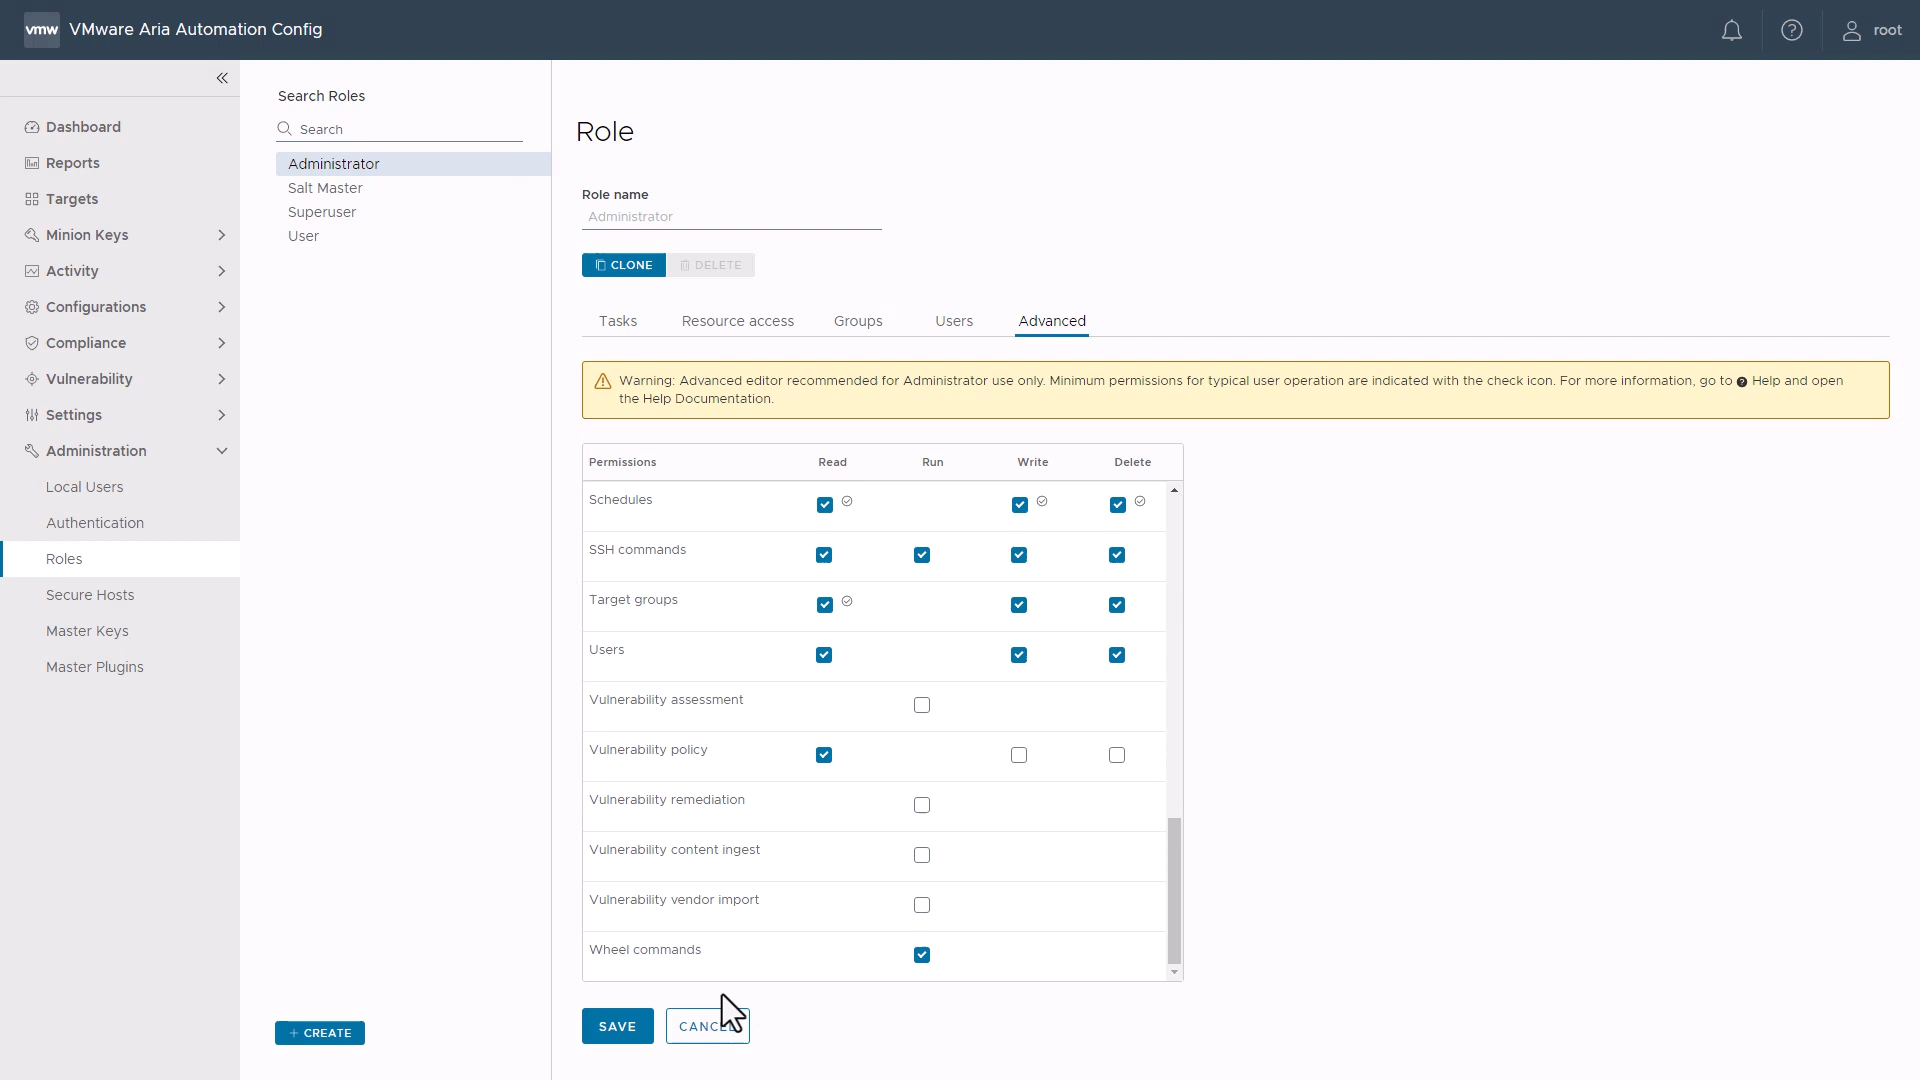 vmw VMware Aria Automation Config
root
Dashboard
Reports
Targets
Minion Keys
Activity
Configurations
Compliance
Vulnerability
Settings
Administration
Local Users
Authentication
Roles
Secure Hosts
Master Keys
Master Plugins
Search Roles
Search
Administrator
Salt Master
Superuser
User
+ CREATE
Role
Role name
Administrator
CLONE DELETE
Tasks Resource access Groups Users Advanced
Warning: Advanced editor recommended for Administrator use only. Minimum permissions for typical user operation are indicated with the check icon. For more information, go to ? Help and open
the Help Documentation.
Permissions Read Run Write Delete
Schedules
SSH commands
Target groups
Users
Vulnerability assessment
Vulnerability policy
Vulnerability remediation
Vulnerability content ingest
Vulnerability vendor import
Wheel commands
SAVE CANCEL